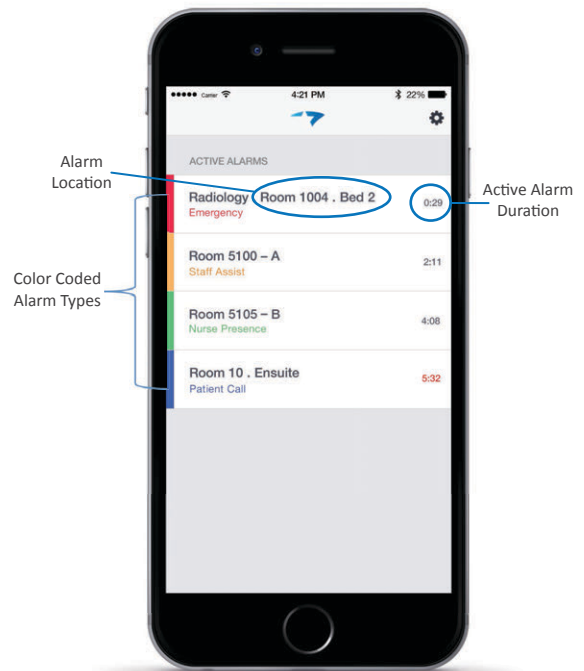 Carrier 4:21 PM 22%
ACTIVE ALARMS
Alarm
Location
Radiology Room 1004 . Bed 2 0:29
Emergency
Active Alarm
Duration
Room 5100 – A 2:11
Staff Assist
Color Coded
Alarm Types
Room 5105 – B 4:08
Nurse Presence
Room 10 . Ensuite 5:32
Patient Call